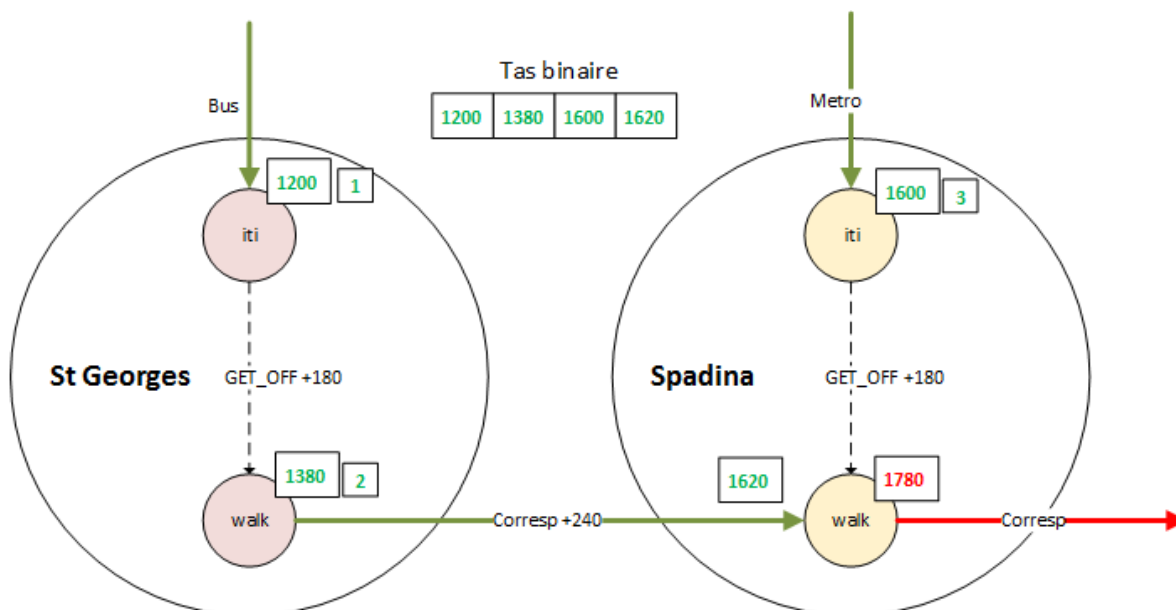 Tas binaire
1200 1380 1600 1620
Bus
Metro
1200 1
iti
1600 3
iti
St Georges
GET_OFF +180
Spadina
GET_OFF +180
1380 2
walk
Corresp +240
1620
1780
walk
Corresp